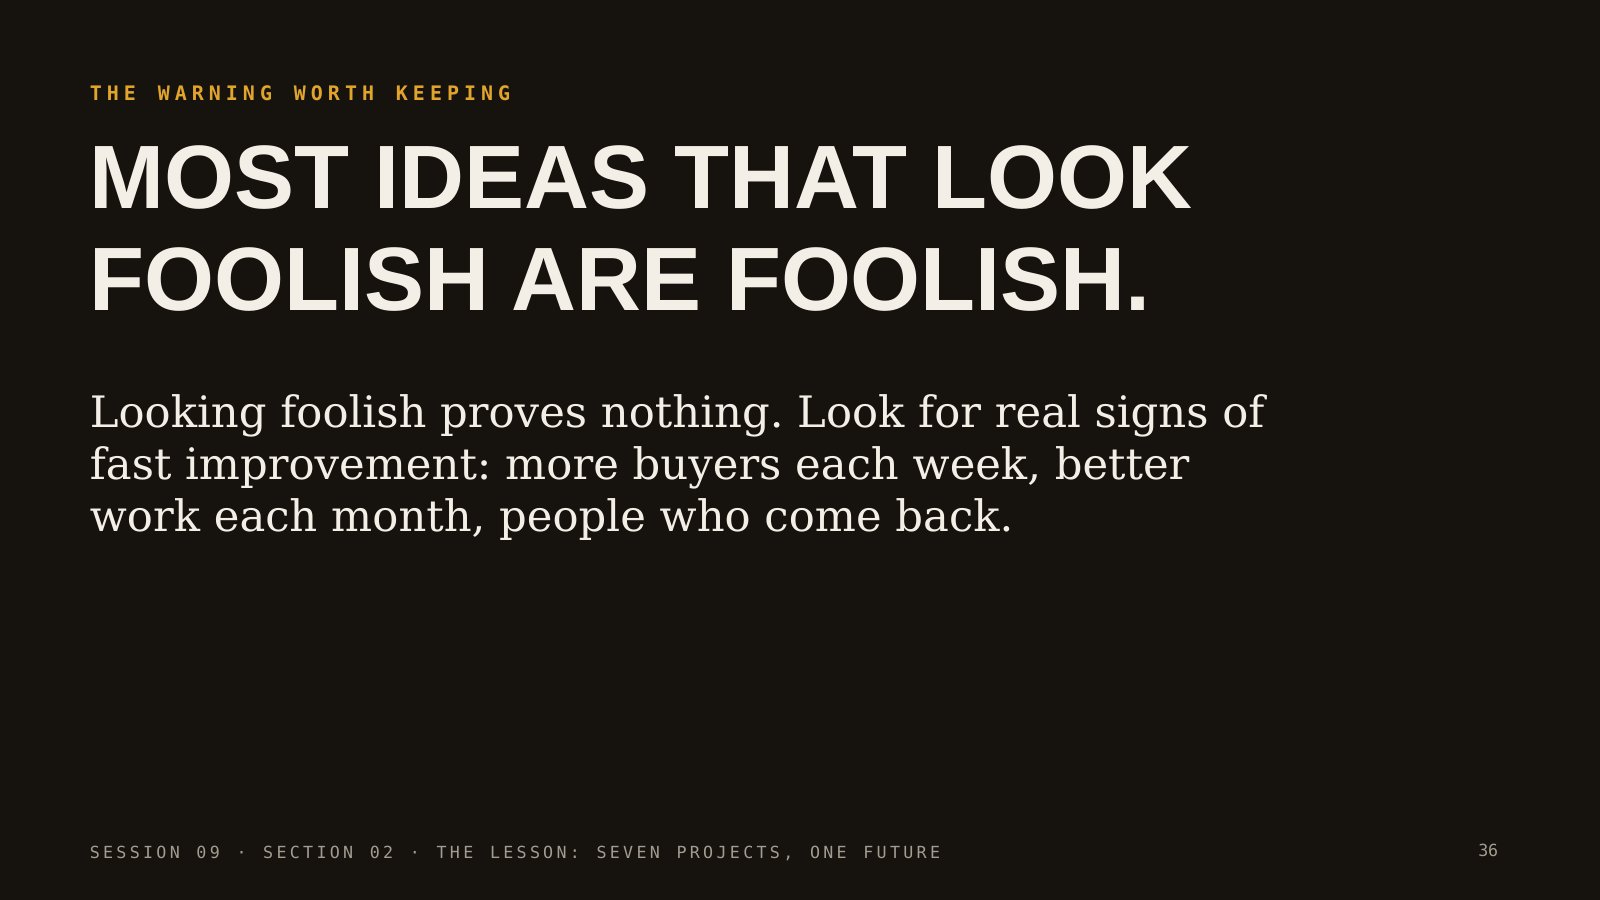 THE WARNING WORTH KEEPING
MOST IDEAS THAT LOOK
FOOLISH ARE FOOLISH.
Looking foolish proves nothing. Look for real signs of
fast improvement: more buyers each week, better
work each month, people who come back.
SESSION 09 · SECTION 02 · THE LESSON: SEVEN PROJECTS, ONE FUTURE
36